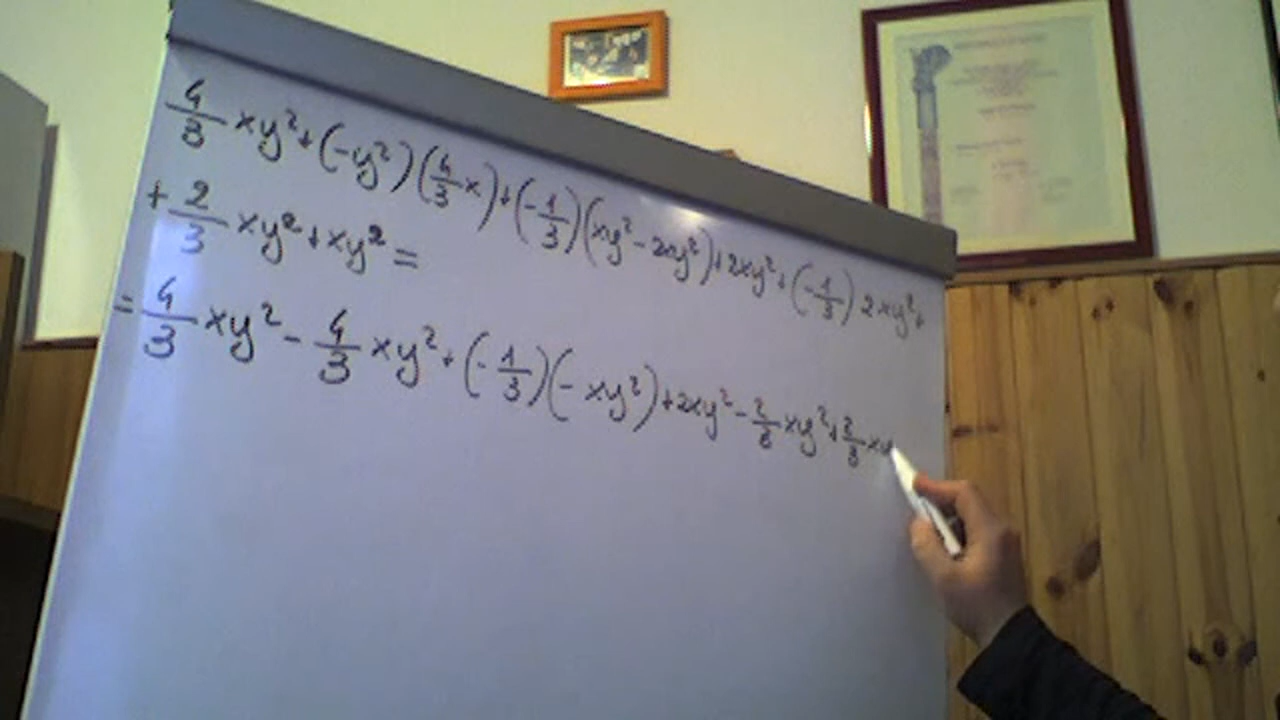 4/3 xy² + (-y²)(4/3 x) + (-1/3)(xy² - 2xy²) + 2xy² + (-1/3) 2xy² +
+ 2/3 xy² + xy² =
= 4/3 xy² - 4/3 xy² + (-1/3)(-xy²) + 2xy² - 2/3 xy² + 2/3 xy